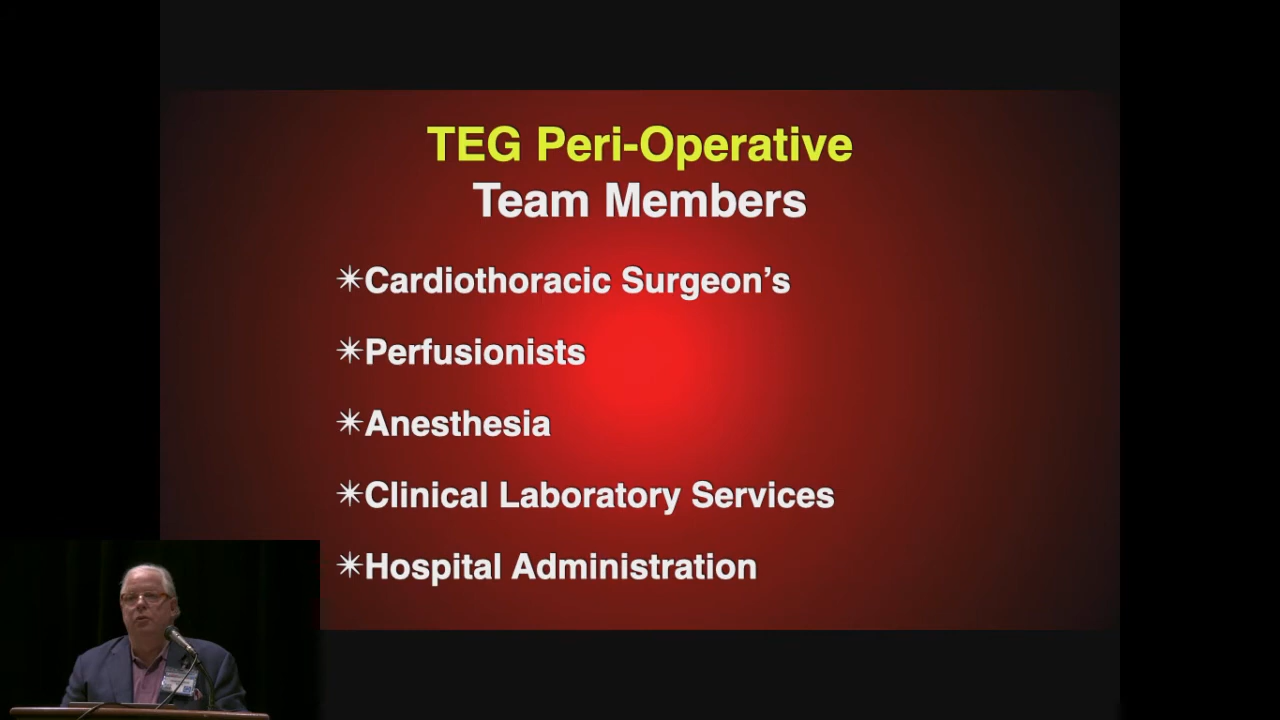 TEG Peri-Operative
Team Members
✴Cardiothoracic Surgeon’s
✴Perfusionists
✴Anesthesia
✴Clinical Laboratory Services
✴Hospital Administration